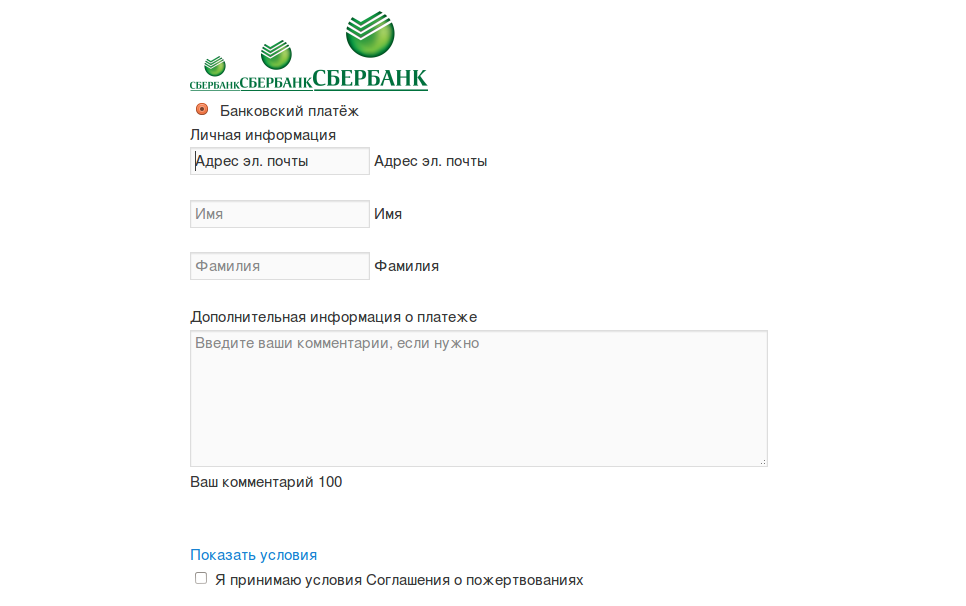 СБЕРБАНК СБЕРБАНК СБЕРБАНК
Банковский платёж
Личная информация
Адрес эл. почты Адрес эл. почты
Имя Имя
Фамилия Фамилия
Дополнительная информация о платеже
Введите ваши комментарии, если нужно
Ваш комментарий 100
Показать условия
Я принимаю условия Соглашения о пожертвованиях